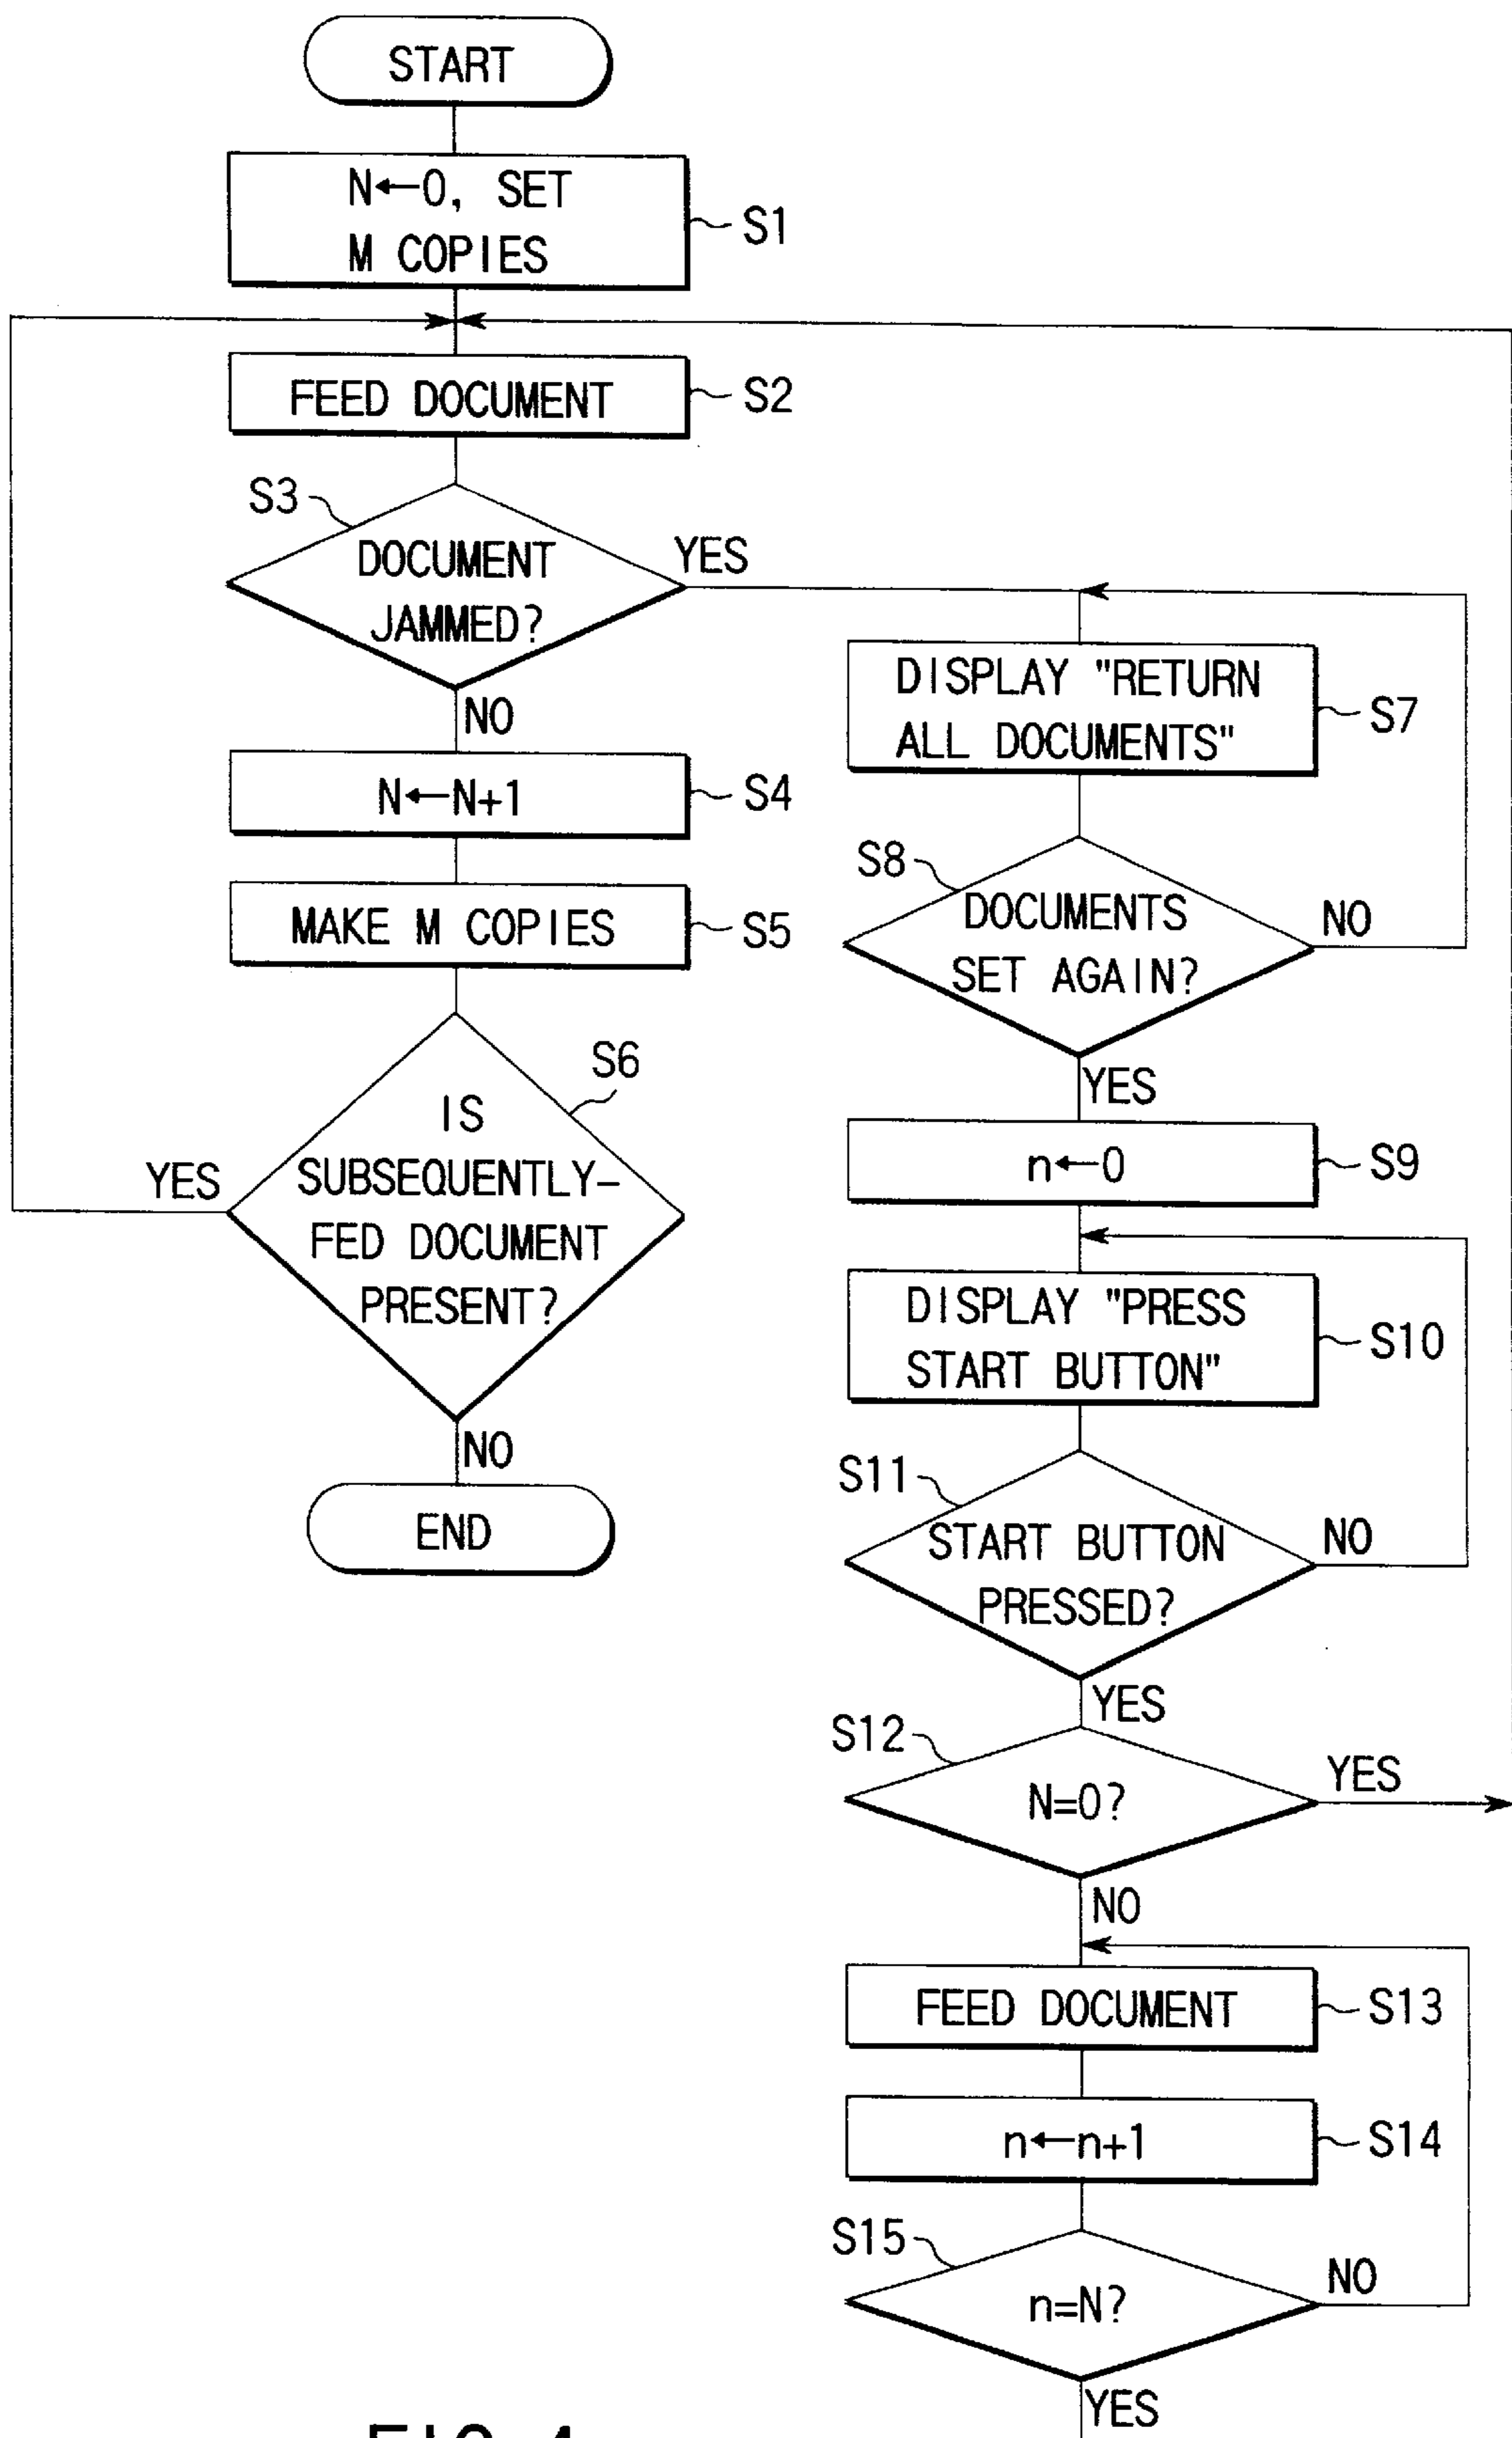 START
N←0, SET
M COPIES
S1
FEED DOCUMENT
S2
S3
DOCUMENT
JAMMED?
YES
NO
N←N+1
S4
MAKE M COPIES
S5
S6
IS
SUBSEQUENTLY-
FED DOCUMENT
PRESENT?
YES
NO
END
DISPLAY "RETURN
ALL DOCUMENTS"
S7
S8
DOCUMENTS
SET AGAIN?
NO
YES
n←0
S9
DISPLAY "PRESS
START BUTTON"
S10
S11
START BUTTON
PRESSED?
NO
YES
S12
N=0?
YES
NO
FEED DOCUMENT
S13
n←n+1
S14
S15
n=N?
NO
YES